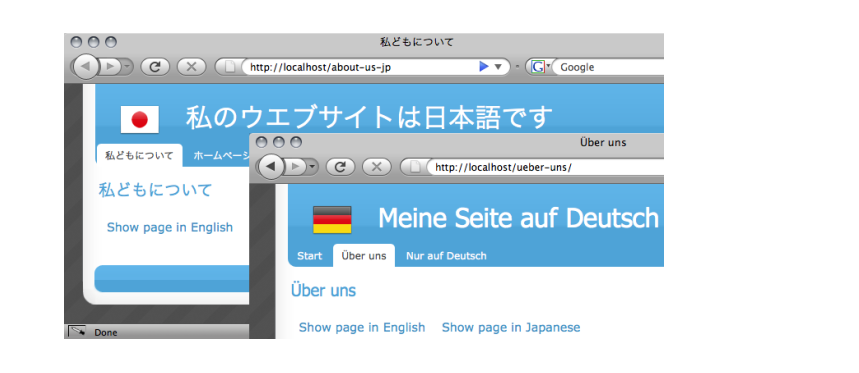 私どもについて
http://localhost/about-us-jp
Google
私のウエブサイトは日本語です
私どもについて
ホームページ
私どもについて
Show page in English
Done
Über uns
http://localhost/ueber-uns/
Meine Seite auf Deutsch
Start Über uns Nur auf Deutsch
Über uns
Show page in English Show page in Japanese